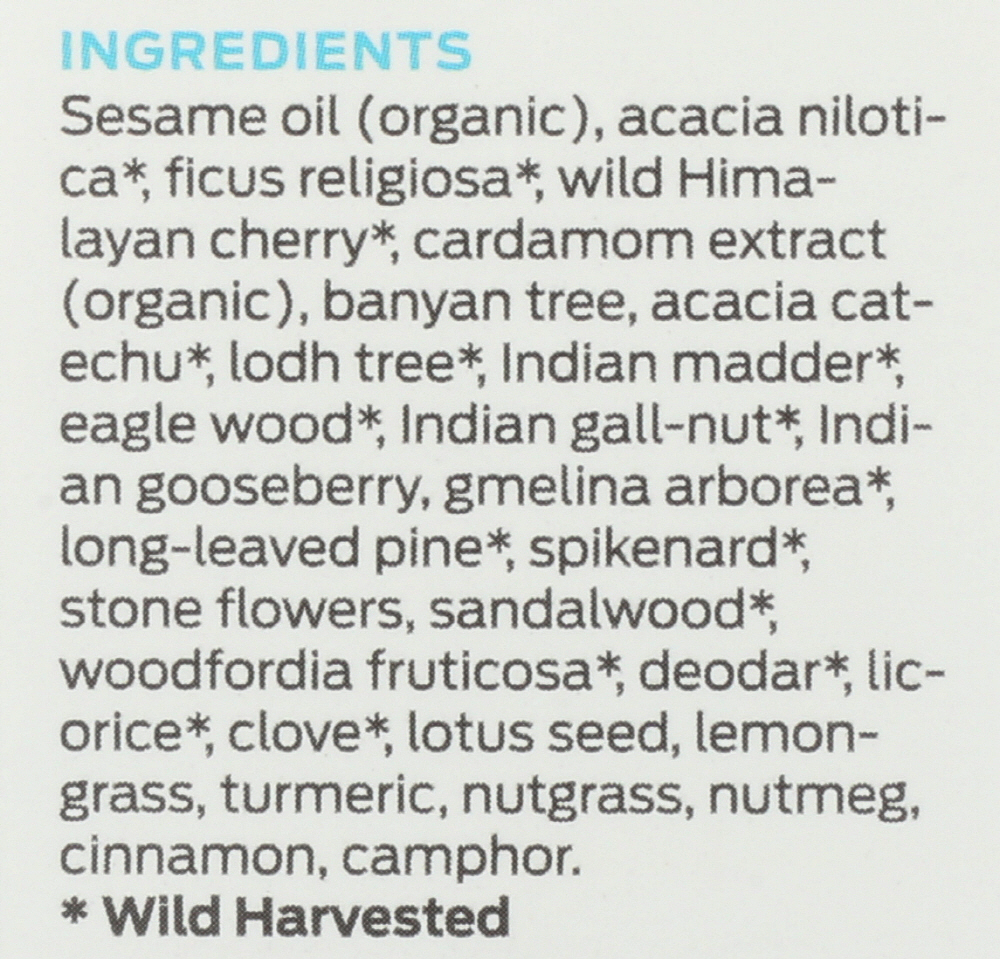 INGREDIENTS
Sesame oil (organic), acacia niloti-
ca*, ficus religiosa*, wild Hima-
layan cherry*, cardamom extract
(organic), banyan tree, acacia cat-
echu*, lodh tree*, Indian madder*,
eagle wood*, Indian gall-nut*, Indi-
an gooseberry, gmelina arborea*,
long-leaved pine*, spikenard*,
stone flowers, sandalwood*,
woodfordia fruticosa*, deodar*, lic-
orice*, clove*, lotus seed, lemon-
grass, turmeric, nutgrass, nutmeg,
cinnamon, camphor.
* Wild Harvested